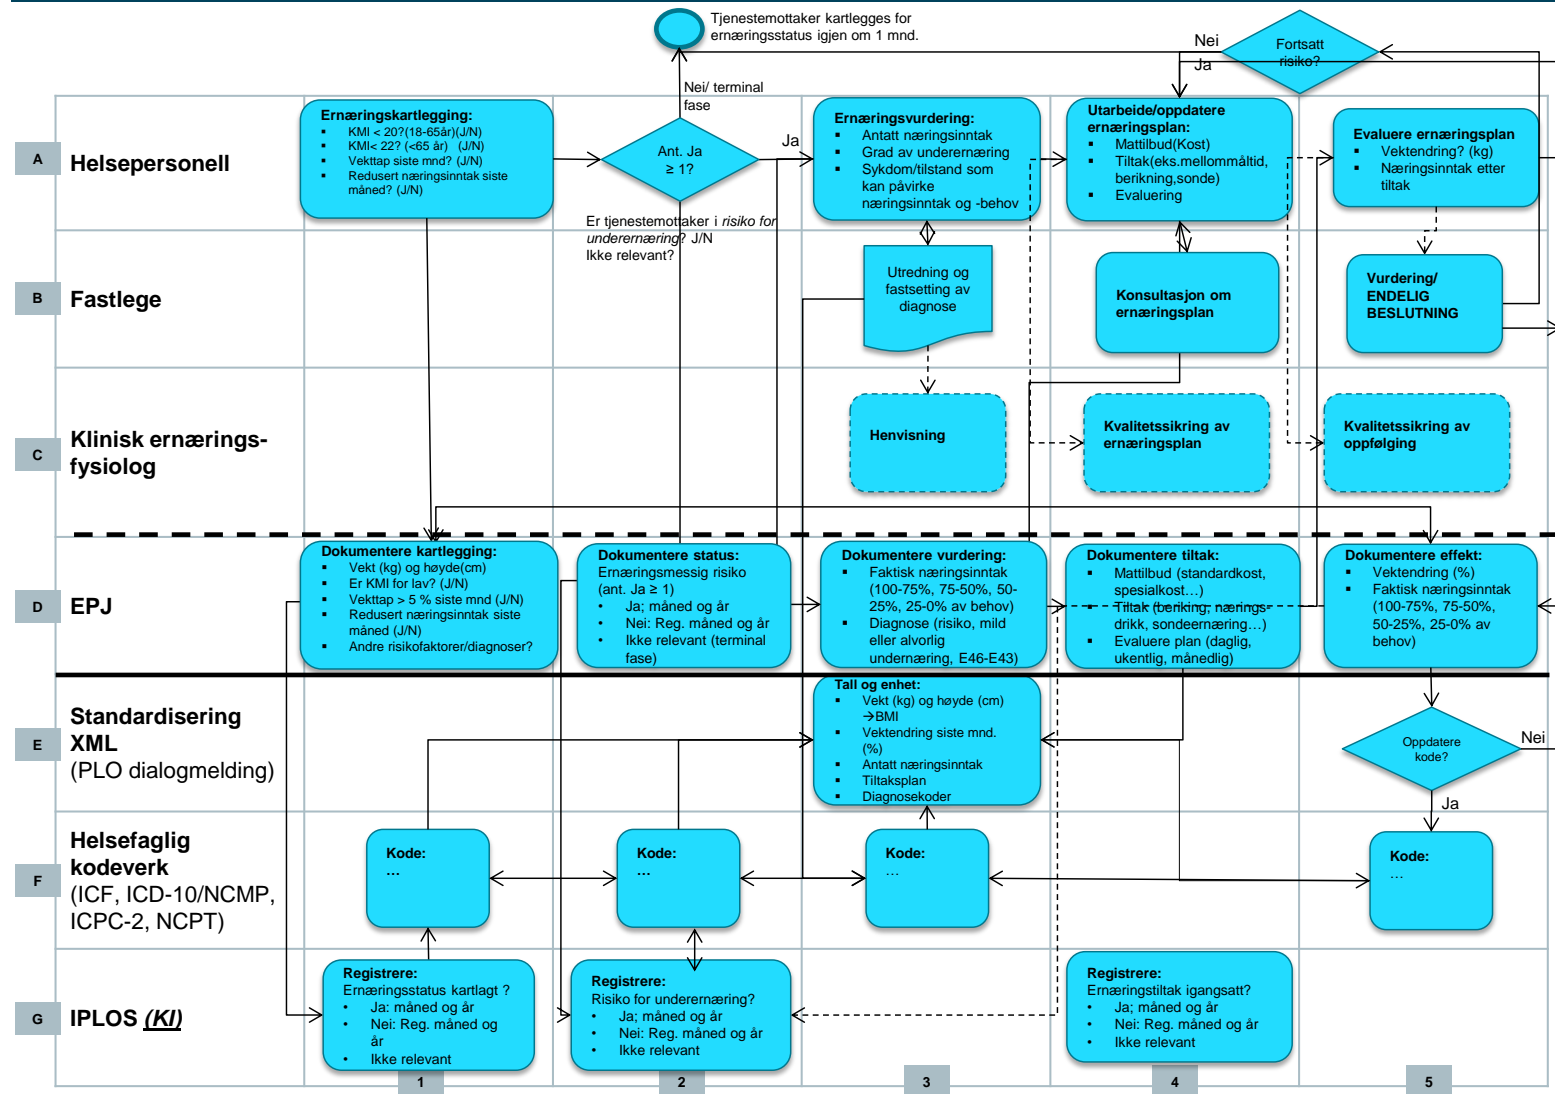 Tjenestemottaker kartlegges for
ernæringsstatus igjen om 1 mnd.
Nei
Ja
Fortsatt
risiko?
Nei/ terminal
fase
A
Helsepersonell
Ernæringskartlegging:
▪ KMI < 20?(18-65år)(J/N)
▪ KMI< 22? (<65 år) (J/N)
▪ Vekttap siste mnd? (J/N)
▪ Redusert næringsinntak siste
måned? (J/N)
Ant. Ja
≥ 1?
Ja
Er tjenestemottaker i risiko for
underernæring? J/N
Ikke relevant?
Ernæringsvurdering:
▪ Antatt næringsinntak
▪ Grad av underernæring
▪ Sykdom/tilstand som
kan påvirke
næringsinntak og -behov
Utarbeide/oppdatere
ernæringsplan:
▪ Mattilbud(Kost)
▪ Tiltak(eks.mellommåltid,
berikning,sonde)
▪ Evaluering
Evaluere ernæringsplan
▪ Vektendring? (kg)
▪ Næringsinntak etter
tiltak
B
Fastlege
Utredning og
fastsetting av
diagnose
Konsultasjon om
ernæringsplan
Vurdering/
ENDELIG
BESLUTNING
C
Klinisk ernærings-
fysiolog
Henvisning
Kvalitetssikring av
ernæringsplan
Kvalitetssikring av
oppfølging
D
EPJ
Dokumentere kartlegging:
▪ Vekt (kg) og høyde(cm)
▪ Er KMI for lav? (J/N)
▪ Vekttap > 5 % siste mnd (J/N)
▪ Redusert næringsinntak siste
måned (J/N)
▪ Andre risikofaktorer/diagnoser?
Dokumentere status:
Ernæringsmessig risiko
(ant. Ja ≥ 1)
• Ja; måned og år
• Nei: Reg. måned og år
• Ikke relevant (terminal
fase)
Dokumentere vurdering:
▪ Faktisk næringsinntak
(100-75%, 75-50%, 50-
25%, 25-0% av behov)
▪ Diagnose (risiko, mild
eller alvorlig
undernæring, E46-E43)
Dokumentere tiltak:
▪ Mattilbud (standardkost,
spesialkost…)
▪ Tiltak (beriking, nærings-
drikk, sondeernæring…)
▪ Evaluere plan (daglig,
ukentlig, månedlig)
Dokumentere effekt:
▪ Vektendring (%)
▪ Faktisk næringsinntak
(100-75%, 75-50%,
50-25%, 25-0% av
behov)
E
Standardisering
XML
(PLO dialogmelding)
Tall og enhet:
▪ Vekt (kg) og høyde (cm)
→BMI
▪ Vektendring siste mnd.
(%)
▪ Antatt næringsinntak
▪ Tiltaksplan
▪ Diagnosekoder
Oppdatere
kode?
Nei
Ja
F
Helsefaglig
kodeverk
(ICF, ICD-10/NCMP,
ICPC-2, NCPT)
Kode:
…
Kode:
…
Kode:
…
Kode:
…
G
IPLOS (KI)
Registrere:
Ernæringsstatus kartlagt ?
• Ja: måned og år
• Nei: Reg. måned og
år
• Ikke relevant
Registrere:
Risiko for underernæring?
• Ja; måned og år
• Nei: Reg. måned og år
• Ikke relevant
Registrere:
Ernæringstiltak igangsatt?
• Ja; måned og år
• Nei: Reg. måned og år
• Ikke relevant
1
2
3
4
5